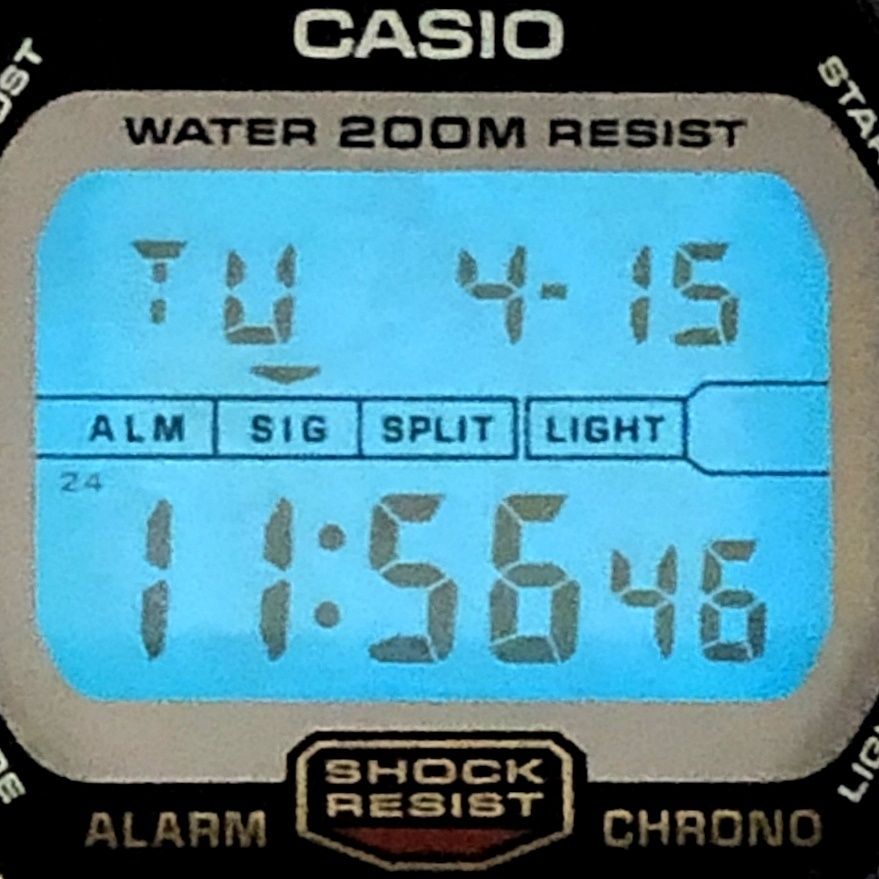 CASIO
WATER 200M RESIST
TU 4-15
ALM SIG SPLIT LIGHT
24
11:56 46
SHOCK
RESIST
ALARM CHRONO